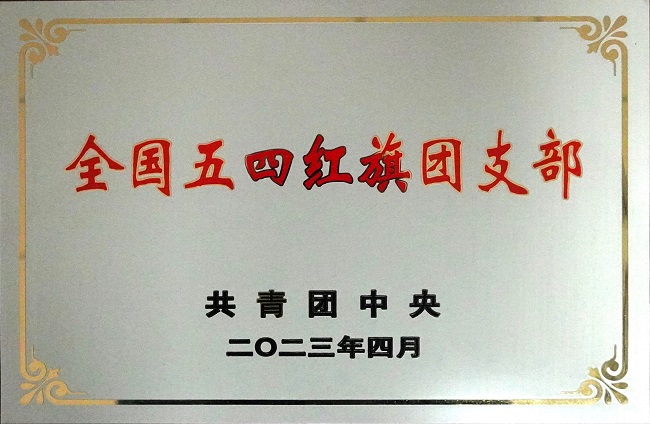 全国五四红旗团支部
共青团中央
二〇二三年四月